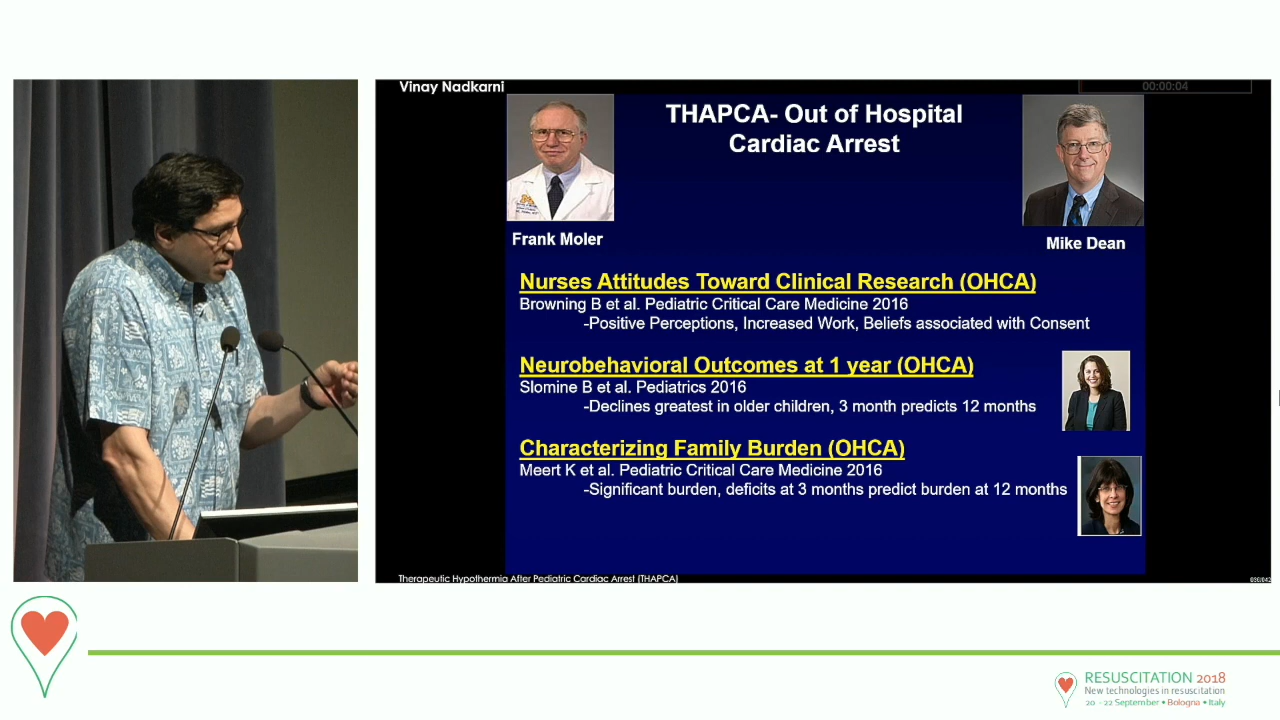 Vinay Nadkarni
00:00:04
THAPCA- Out of Hospital
Cardiac Arrest
Frank Moler
Mike Dean
Nurses Attitudes Toward Clinical Research (OHCA)
Browning B et al. Pediatric Critical Care Medicine 2016
-Positive Perceptions, Increased Work, Beliefs associated with Consent
Neurobehavioral Outcomes at 1 year (OHCA)
Slomine B et al. Pediatrics 2016
-Declines greatest in older children, 3 month predicts 12 months
Characterizing Family Burden (OHCA)
Meert K et al. Pediatric Critical Care Medicine 2016
-Significant burden, deficits at 3 months predict burden at 12 months
Therapeutic Hypothermia After Pediatric Cardiac Arrest (THAPCA)
RESUSCITATION 2018
New technologies in resuscitation
20 - 22 September • Bologna • Italy